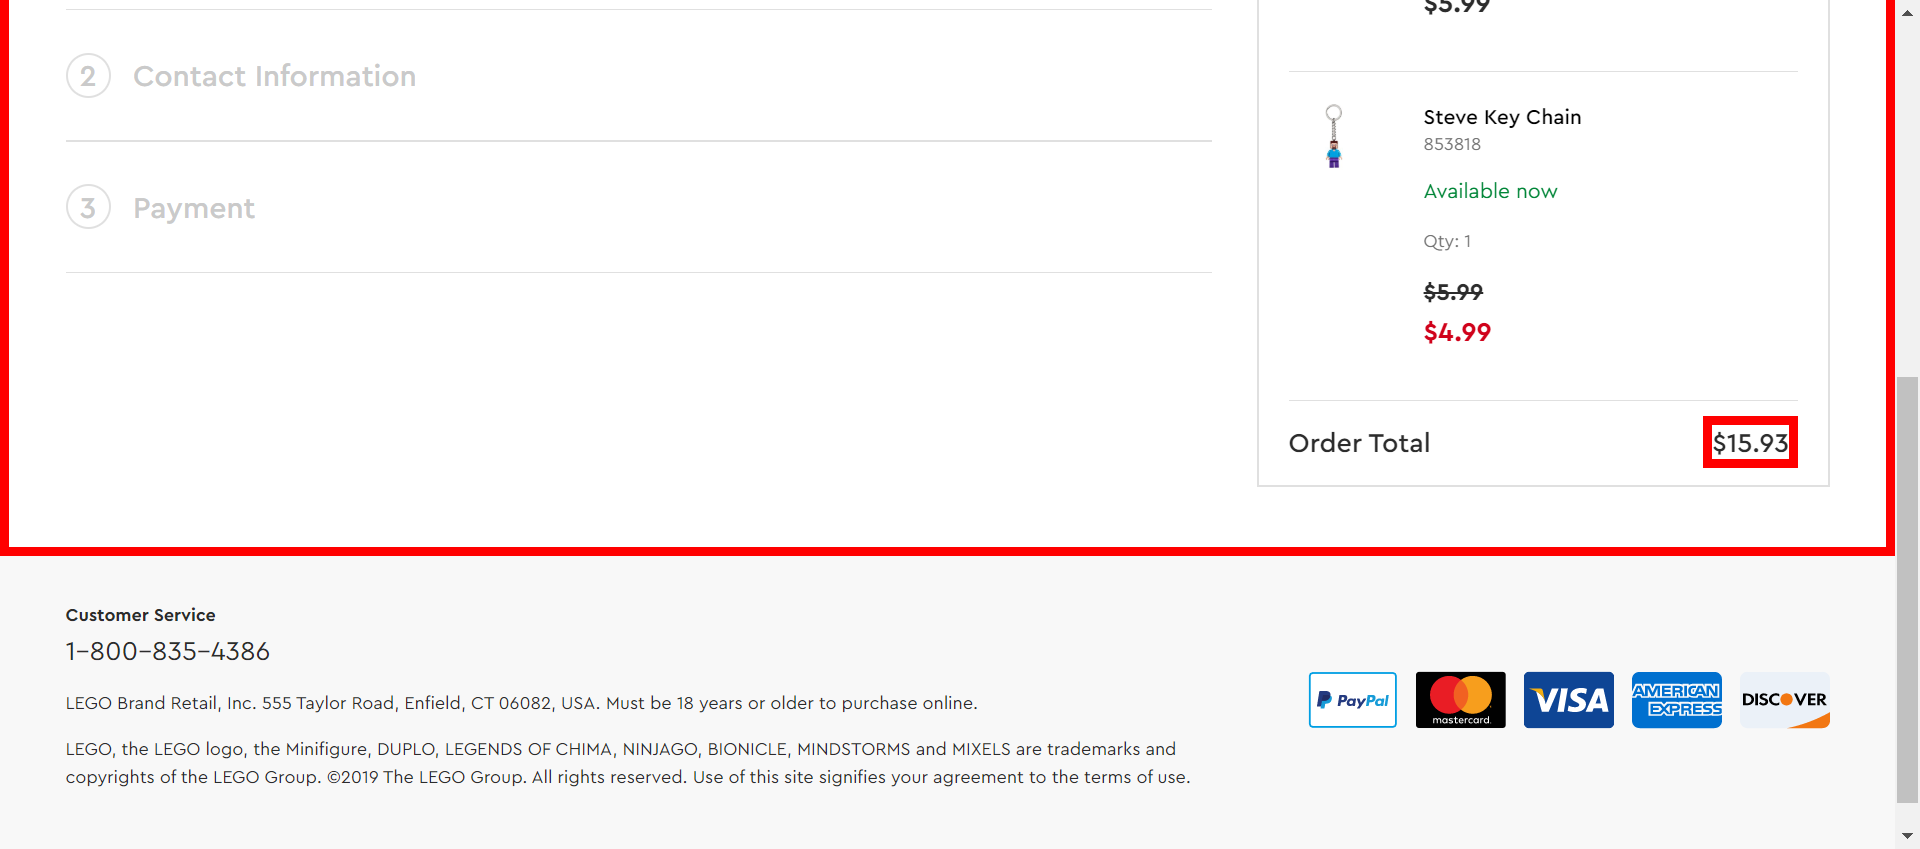 $5.99
2 Contact Information
3 Payment
Steve Key Chain
853818
Available now
Qty: 1
$5.99
$4.99
Order Total $15.93
Customer Service
1-800-835-4386
LEGO Brand Retail, Inc. 555 Taylor Road, Enfield, CT 06082, USA. Must be 18 years or older to purchase online.
LEGO, the LEGO logo, the Minifigure, DUPLO, LEGENDS OF CHIMA, NINJAGO, BIONICLE, MINDSTORMS and MIXELS are trademarks and
copyrights of the LEGO Group. ©2019 The LEGO Group. All rights reserved. Use of this site signifies your agreement to the terms of use.
PayPal
mastercard.
VISA
AMERICAN
EXPRESS
DISCOVER